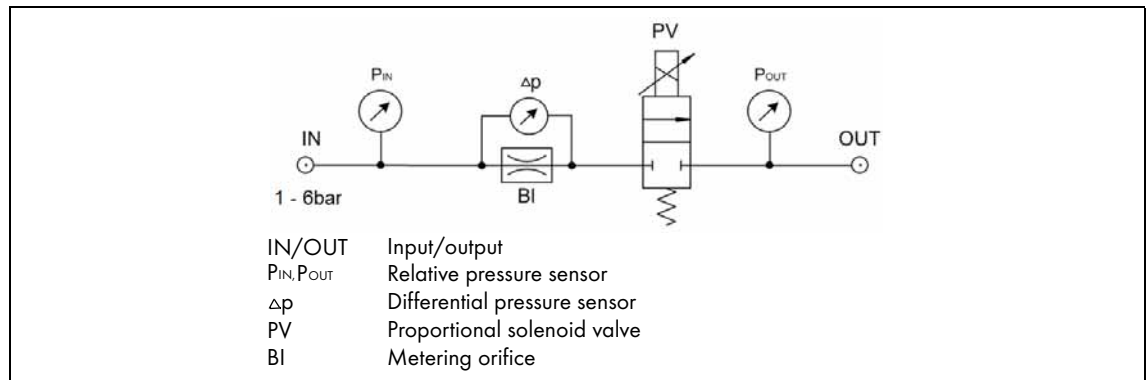 PV
PIN
Δp
POUT
IN
OUT
1 - 6bar
BI
IN/OUT Input/output
PIN, POUT Relative pressure sensor
Δp Differential pressure sensor
PV Proportional solenoid valve
BI Metering orifice